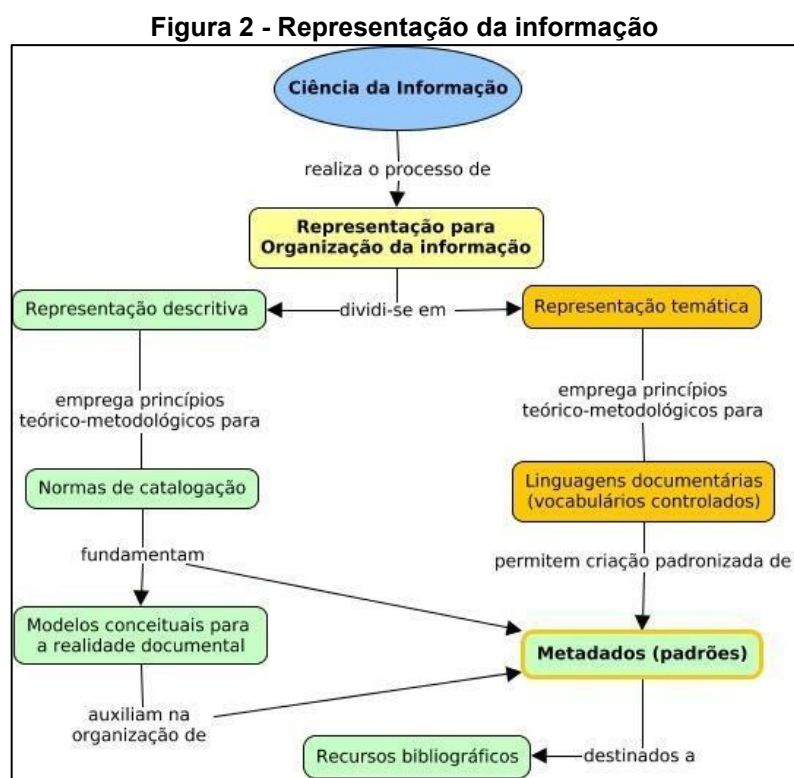 Figura 2 - Representação da informação
Ciência da Informação
realiza o processo de
Representação para
Organização da informação
Representação descritiva
dividi-se em
Representação temática
emprega princípios
teórico-metodológicos para
emprega princípios
teórico-metodológicos para
Normas de catalogação
Linguagens documentárias
(vocabulários controlados)
fundamentam
permitem criação padronizada de
Modelos conceituais para
a realidade documental
Metadados (padrões)
auxiliam na
organização de
Recursos bibliográficos
destinados a